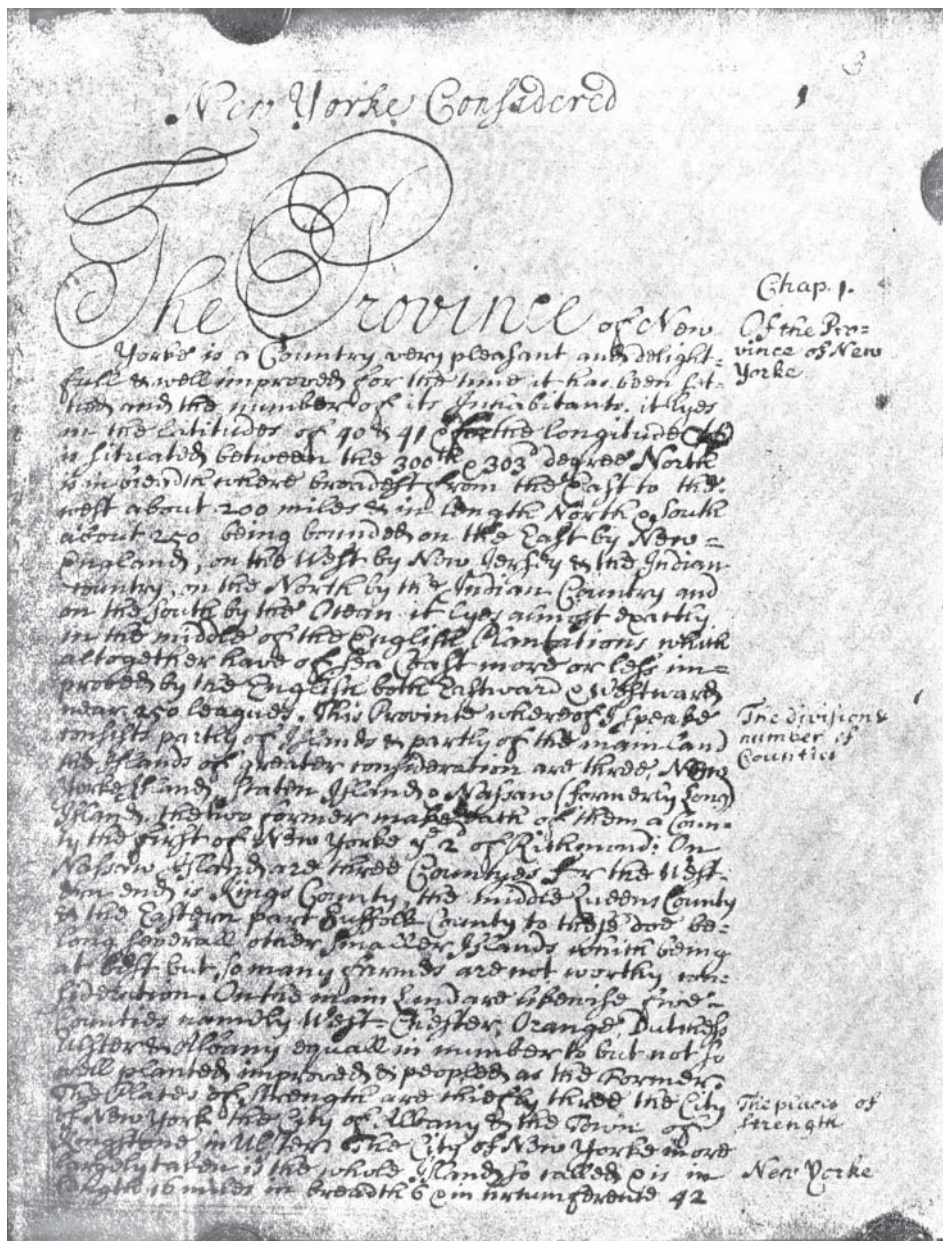 3
New Yorke Considered
1
The Province of New
Chap. 1.
Of the Pro-
vince of New
Yorke
Yorke is a Country very pleasant and delight-
full & well improved for the time it has been set-
tled and the number of its Inhabitants. it lyes
in the latitudes of 40 & 41 & for the longitude
is situated between the 300th & 303d degree North
is in breadth where broadest from the East to the
west about 200 miles & in length North & South
about 250 being bounded on the East by New=
England, on the West by New Jersey & the Indian
Country, on the North by the Indian Country and
on the South by the Ocean. it lyes almost exactly
in the middle of the English Plantations which
altogether have of sea Coast more or less im=
proved by the English both Eastward & Westward
near 250 leagues. This Province whereof I speake
consists partly of Islands & partly of the mainland
the Islands of greater consideration are three, New
Yorke Island, Staten Island & Nassaw (formerly Long)
Island. the two former make each of them a Coun-
ty the first of New Yorke ye 2 of Richmond: On
Nassaw Island are three Countyes for the West-
ern end is Kings County, the middle Queens County
& the Eastern part Suffolk County to these doe be-
long severall other smaller Islands which being
at best but so many farmes are not worthy con-
sideration. On the main Land are likewise five
Counties namely West-Chester, Orange, Dutchess
Ulster & Albany equall in number to but not so
well planted improved & peopled as the Former.
The Places of Strength are chiefly three the City
of New York the City of Albany & the Town of
Kingstone in Ulster. The City of New Yorke more
largely taken is the whole Island so called & is in
length 16 miles in breadth 6 & in circumference 42
The division &
number of
Counties
The places of
strength
New Yorke